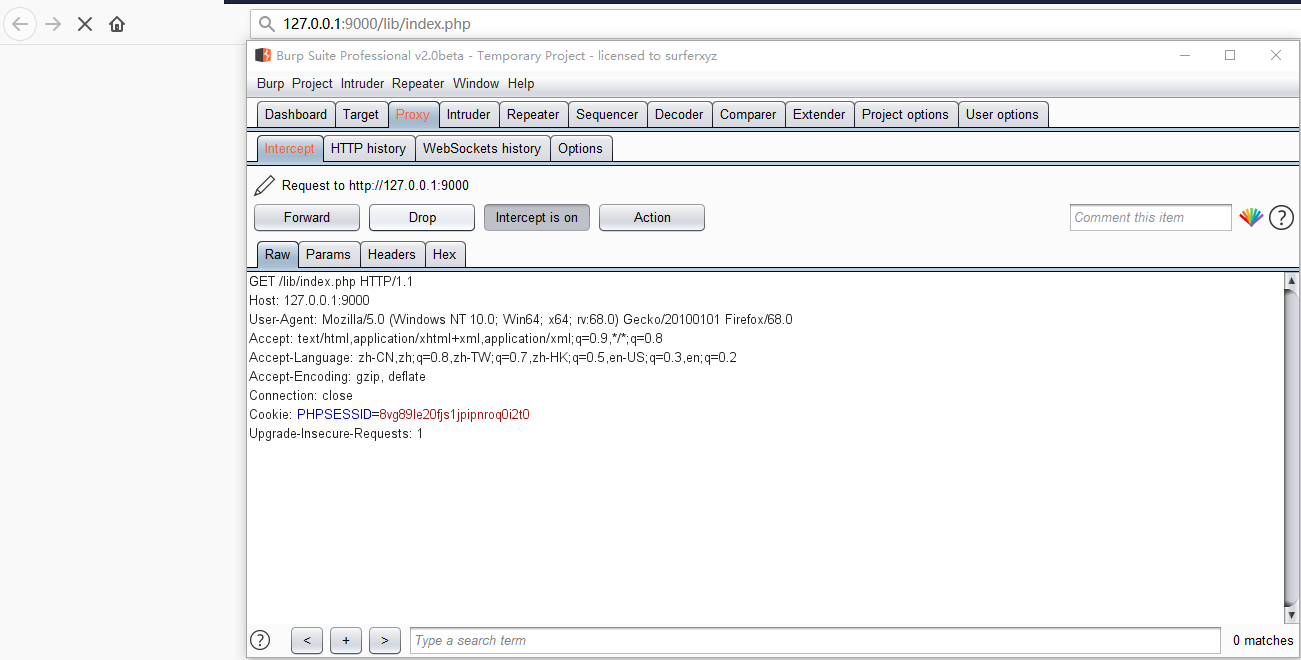 127.0.0.1:9000/lib/index.php
Burp Suite Professional v2.0beta - Temporary Project - licensed to surferxyz
Burp Project Intruder Repeater Window Help
Dashboard Target Proxy Intruder Repeater Sequencer Decoder Comparer Extender Project options User options
Intercept HTTP history WebSockets history Options
Request to http://127.0.0.1:9000
Forward Drop Intercept is on Action Comment this item ?
Raw Params Headers Hex
GET /lib/index.php HTTP/1.1
Host: 127.0.0.1:9000
User-Agent: Mozilla/5.0 (Windows NT 10.0; Win64; x64; rv:68.0) Gecko/20100101 Firefox/68.0
Accept: text/html,application/xhtml+xml,application/xml;q=0.9,*/*;q=0.8
Accept-Language: zh-CN,zh;q=0.8,zh-TW;q=0.7,zh-HK;q=0.5,en-US;q=0.3,en;q=0.2
Accept-Encoding: gzip, deflate
Connection: close
Cookie: PHPSESSID=8vg89le20fjs1jpipnroq0i2t0
Upgrade-Insecure-Requests: 1
? < + > Type a search term 0 matches